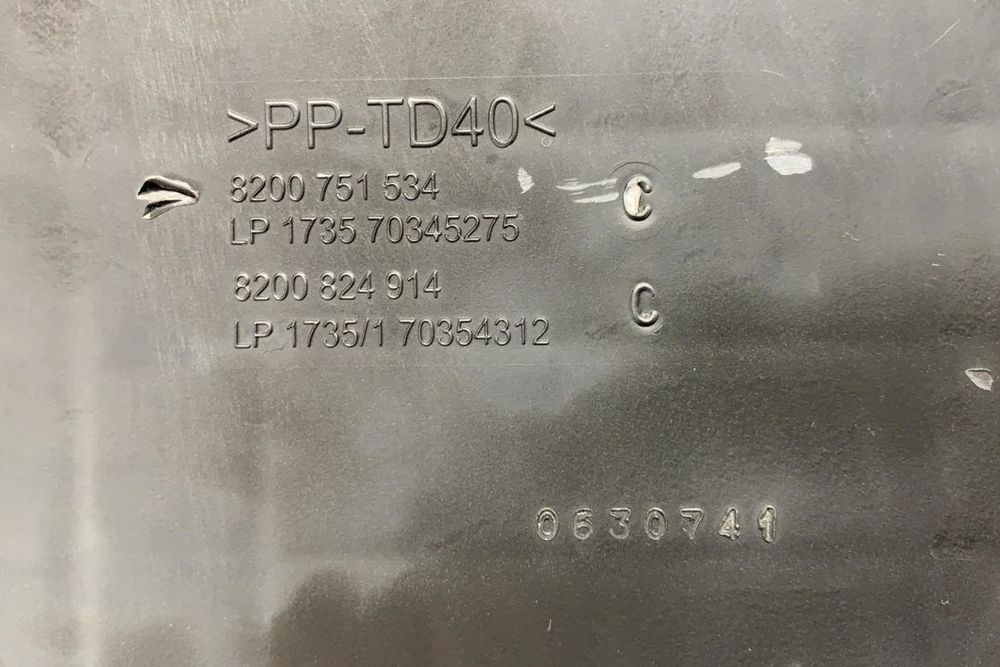 >PP-TD40<
8200 751 534 C
LP 1735 70345275
8200 824 914 C
LP 1735/1 70354312
0630741